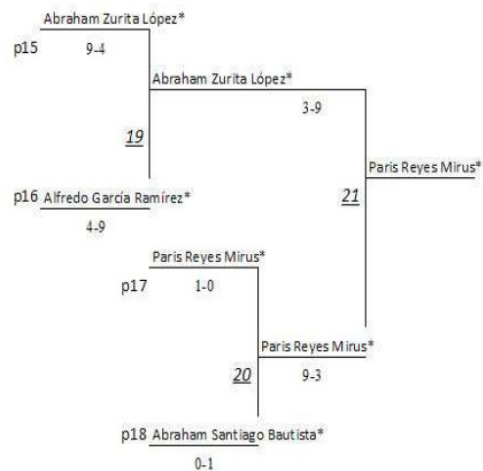 Abraham Zurita López*
p15 9-4
Abraham Zurita López*
3-9
19
Paris Reyes Mirus*
21
p16 Alfredo García Ramírez*
4-9
Paris Reyes Mirus*
p17 1-0
Paris Reyes Mirus*
20 9-3
p18 Abraham Santiago Bautista*
0-1